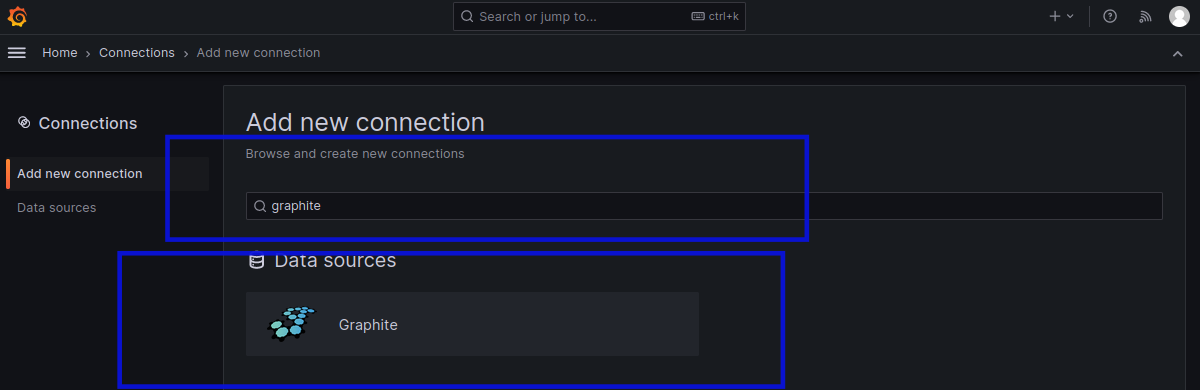 Search or jump to... ctrl+k
Home › Connections › Add new connection
Connections
Add new connection
Data sources
Add new connection
Browse and create new connections
graphite
Data sources
Graphite